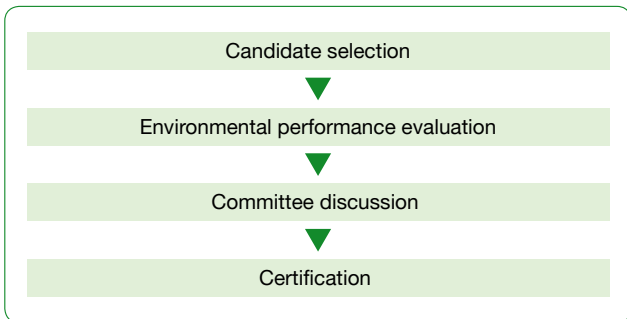 Candidate selection
Environmental performance evaluation
Committee discussion
Certification